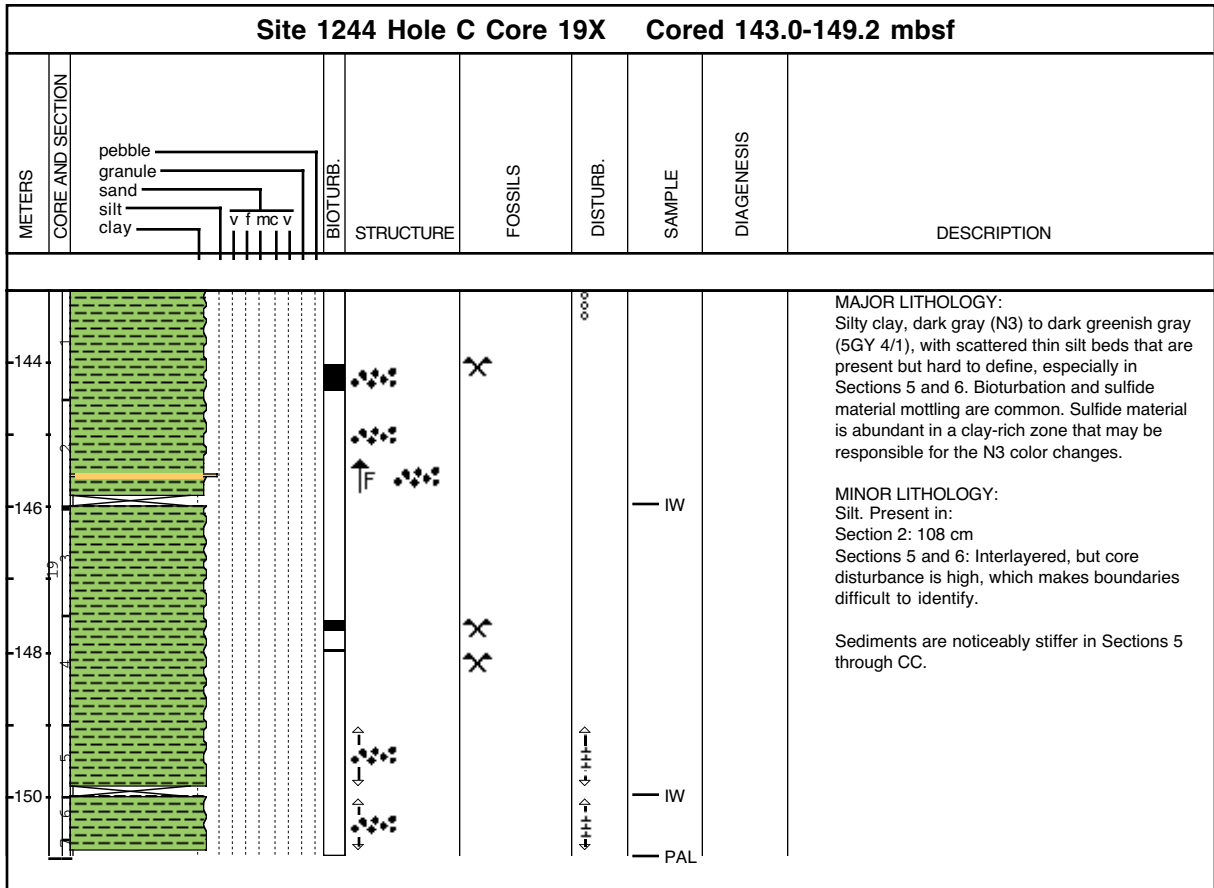 Site 1244 Hole C Core 19X Cored 143.0-149.2 mbsf
METERS
CORE AND SECTION
pebble
granule
sand
silt
clay
v f mc v
BIOTURB.
STRUCTURE
FOSSILS
DISTURB.
SAMPLE
DIAGENESIS
DESCRIPTION
144
146
148
150
19
1
2
3
4
5
6
7
F
IW
IW
PAL
MAJOR LITHOLOGY:
Silty clay, dark gray (N3) to dark greenish gray
(5GY 4/1), with scattered thin silt beds that are
present but hard to define, especially in
Sections 5 and 6. Bioturbation and sulfide
material mottling are common. Sulfide material
is abundant in a clay-rich zone that may be
responsible for the N3 color changes.
MINOR LITHOLOGY:
Silt. Present in:
Section 2: 108 cm
Sections 5 and 6: Interlayered, but core
disturbance is high, which makes boundaries
difficult to identify.
Sediments are noticeably stiffer in Sections 5
through CC.